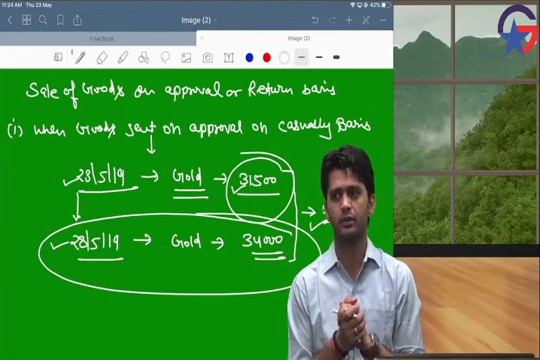 11:24 AM Thu 23 May
Image (2)
42%
Final Book
Image (2)
Sale of Goods on approval or Return basis
(i) When Goods sent on approval on Casually Basis
28/5/19 → Gold → 31500
28/5/19 → Gold → 34000